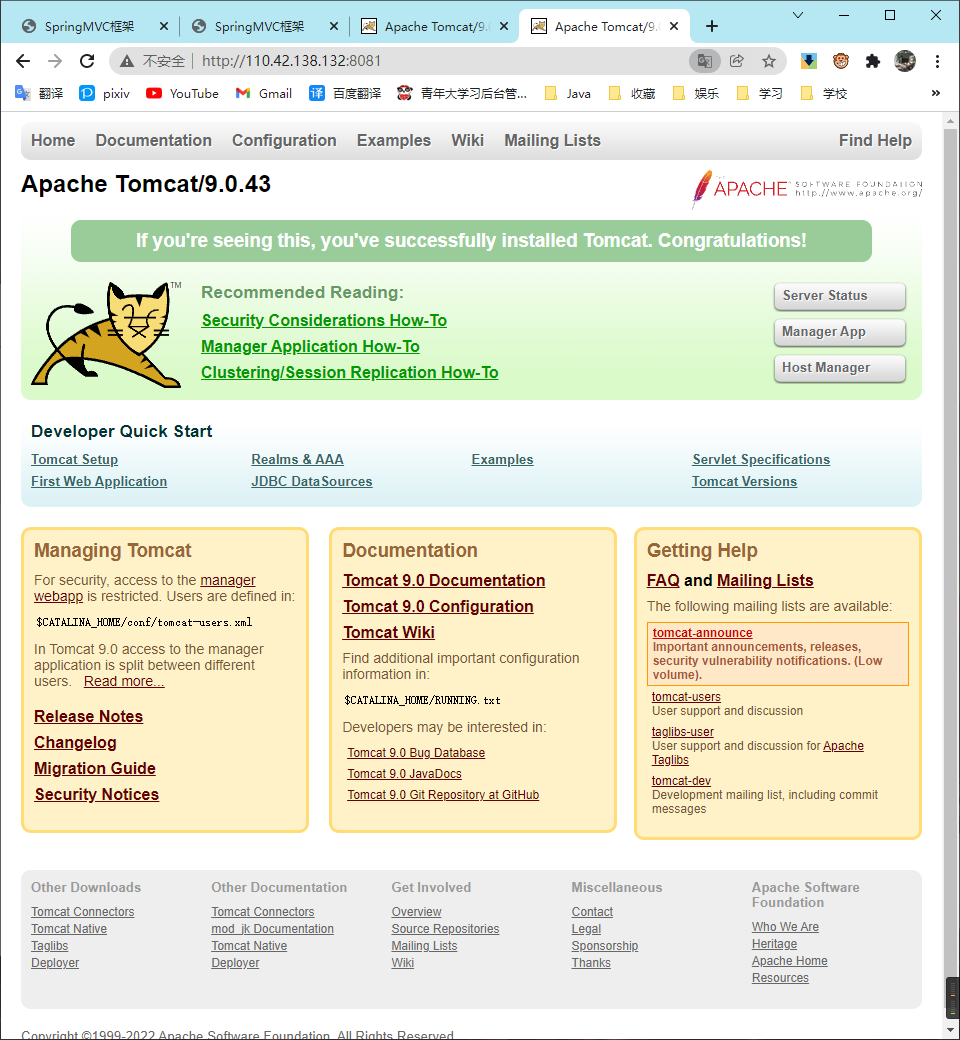 SpringMVC框架
SpringMVC框架
Apache Tomcat/9.
Apache Tomcat/9.
不安全 http://110.42.138.132:8081
翻译 pixiv YouTube Gmail 百度翻译 青年大学习后台管... Java 收藏 娱乐 学习 学校 »
Home Documentation Configuration Examples Wiki Mailing Lists Find Help
Apache Tomcat/9.0.43
APACHE SOFTWARE FOUNDATION
http://www.apache.org/
If you're seeing this, you've successfully installed Tomcat. Congratulations!
TM
Recommended Reading:
Security Considerations How-To
Manager Application How-To
Clustering/Session Replication How-To
Server Status
Manager App
Host Manager
Developer Quick Start
Tomcat Setup
First Web Application
Realms & AAA
JDBC DataSources
Examples
Servlet Specifications
Tomcat Versions
Managing Tomcat
For security, access to the manager
webapp is restricted. Users are defined in:
$CATALINA_HOME/conf/tomcat-users.xml
In Tomcat 9.0 access to the manager
application is split between different
users. Read more...
Release Notes
Changelog
Migration Guide
Security Notices
Documentation
Tomcat 9.0 Documentation
Tomcat 9.0 Configuration
Tomcat Wiki
Find additional important configuration
information in:
$CATALINA_HOME/RUNNING.txt
Developers may be interested in:
Tomcat 9.0 Bug Database
Tomcat 9.0 JavaDocs
Tomcat 9.0 Git Repository at GitHub
Getting Help
FAQ and Mailing Lists
The following mailing lists are available:
tomcat-announce
Important announcements, releases,
security vulnerability notifications. (Low
volume).
tomcat-users
User support and discussion
taglibs-user
User support and discussion for Apache
Taglibs
tomcat-dev
Development mailing list, including commit
messages
Other Downloads
Tomcat Connectors
Tomcat Native
Taglibs
Deployer
Other Documentation
Tomcat Connectors
mod_jk Documentation
Tomcat Native
Deployer
Get Involved
Overview
Source Repositories
Mailing Lists
Wiki
Miscellaneous
Contact
Legal
Sponsorship
Thanks
Apache Software
Foundation
Who We Are
Heritage
Apache Home
Resources
Copyright ©1999-2022 Apache Software Foundation. All Rights Reserved